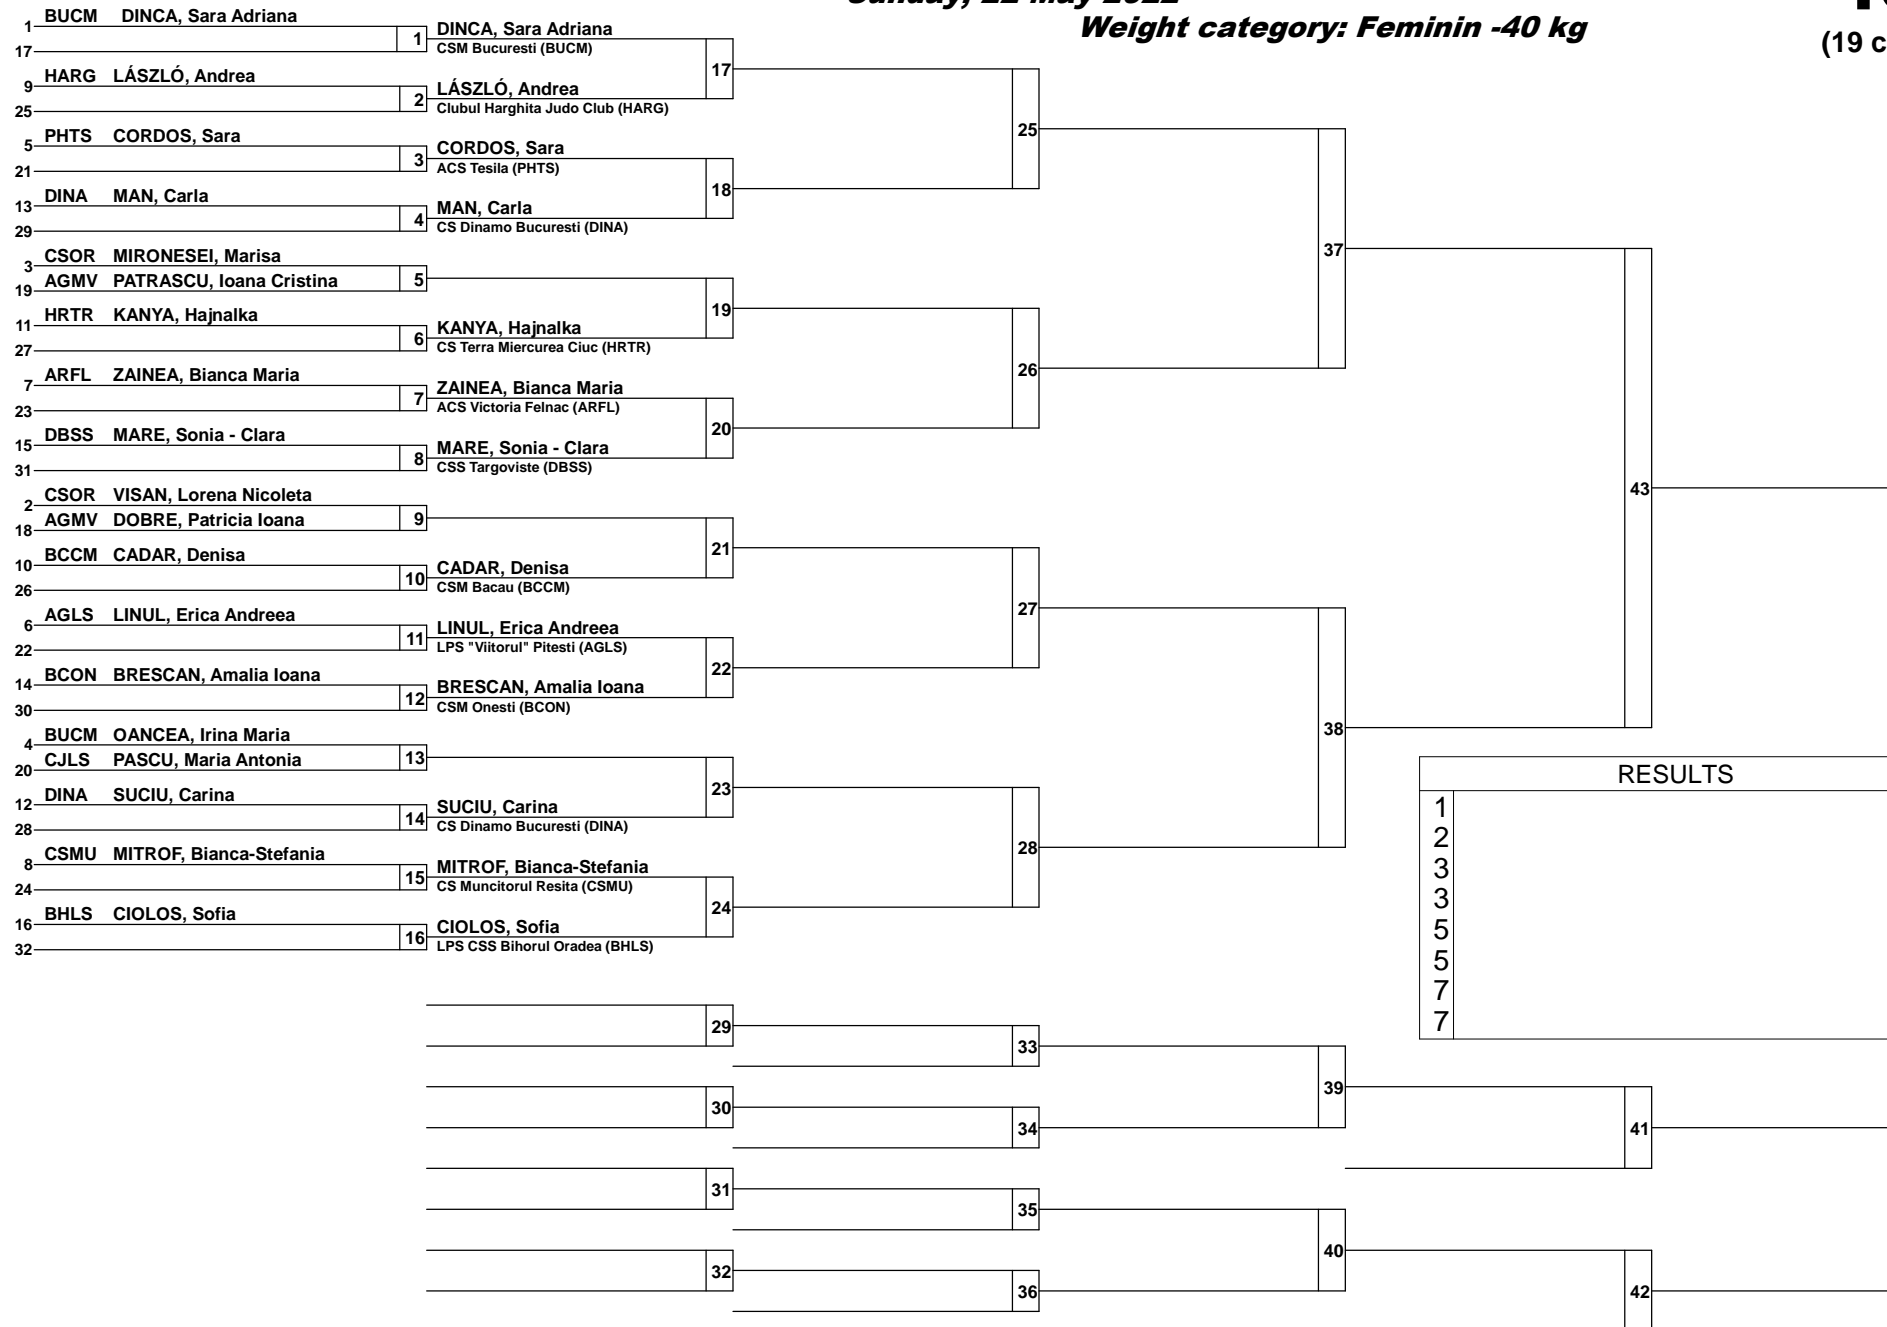 Sunday, 22 May 2022
Weight category: Feminin -40 kg
(19 c
1 BUCM DINCA, Sara Adriana
17
1 DINCA, Sara Adriana
CSM Bucuresti (BUCM)
17
9 HARG LÁSZLÓ, Andrea
25
2 LÁSZLÓ, Andrea
Clubul Harghita Judo Club (HARG)
25
5 PHTS CORDOS, Sara
21
3 CORDOS, Sara
ACS Tesila (PHTS)
18
13 DINA MAN, Carla
29
4 MAN, Carla
CS Dinamo Bucuresti (DINA)
37
3 CSOR MIRONESEI, Marisa
19 AGMV PATRASCU, Ioana Cristina
5
19
11 HRTR KANYA, Hajnalka
27
6 KANYA, Hajnalka
CS Terra Miercurea Ciuc (HRTR)
26
7 ARFL ZAINEA, Bianca Maria
23
7 ZAINEA, Bianca Maria
ACS Victoria Felnac (ARFL)
20
15 DBSS MARE, Sonia - Clara
31
8 MARE, Sonia - Clara
CSS Targoviste (DBSS)
43
2 CSOR VISAN, Lorena Nicoleta
18 AGMV DOBRE, Patricia Ioana
9
21
10 BCCM CADAR, Denisa
26
10 CADAR, Denisa
CSM Bacau (BCCM)
27
6 AGLS LINUL, Erica Andreea
22
11 LINUL, Erica Andreea
LPS "Viitorul" Pitesti (AGLS)
22
14 BCON BRESCAN, Amalia Ioana
30
12 BRESCAN, Amalia Ioana
CSM Onesti (BCON)
38
4 BUCM OANCEA, Irina Maria
20 CJLS PASCU, Maria Antonia
13
23
12 DINA SUCIU, Carina
28
14 SUCIU, Carina
CS Dinamo Bucuresti (DINA)
28
8 CSMU MITROF, Bianca-Stefania
24
15 MITROF, Bianca-Stefania
CS Muncitorul Resita (CSMU)
24
16 BHLS CIOLOS, Sofia
32
16 CIOLOS, Sofia
LPS CSS Bihorul Oradea (BHLS)
RESULTS
1
2
3
3
5
5
7
7
29
33
39
30
34
41
31
35
40
32
36
42